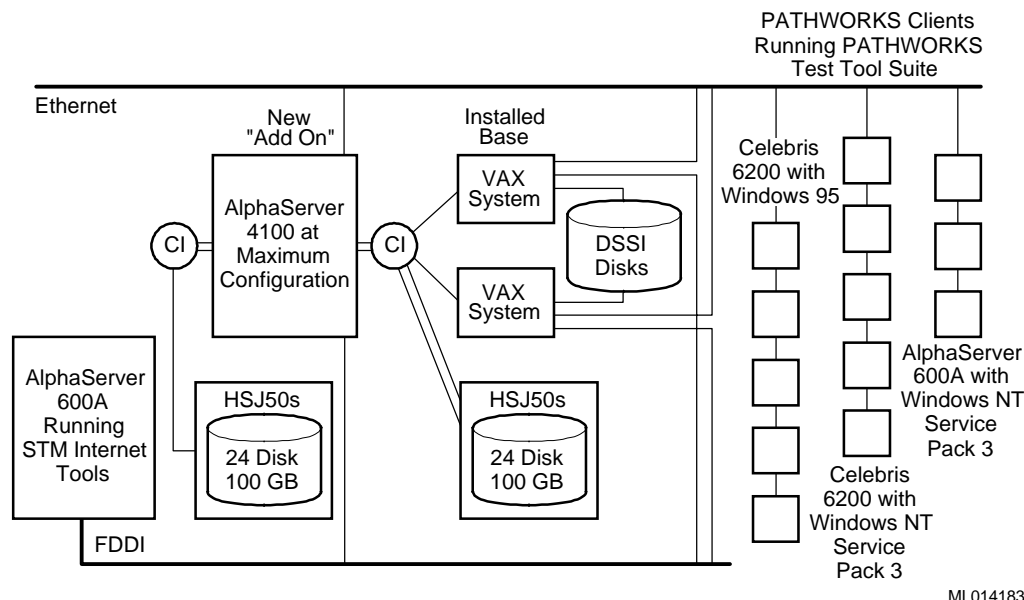 PATHWORKS Clients
Running PATHWORKS
Test Tool Suite
Ethernet
New
"Add On"
Installed
Base
AlphaServer
4100 at
Maximum
Configuration
CI
CI
VAX
System
VAX
System
DSSI
Disks
Celebris
6200 with
Windows 95
AlphaServer
600A with
Windows NT
Service
Pack 3
Celebris
6200 with
Windows NT
Service
Pack 3
AlphaServer
600A
Running
STM Internet
Tools
HSJ50s
24 Disk
100 GB
HSJ50s
24 Disk
100 GB
FDDI
ML014183